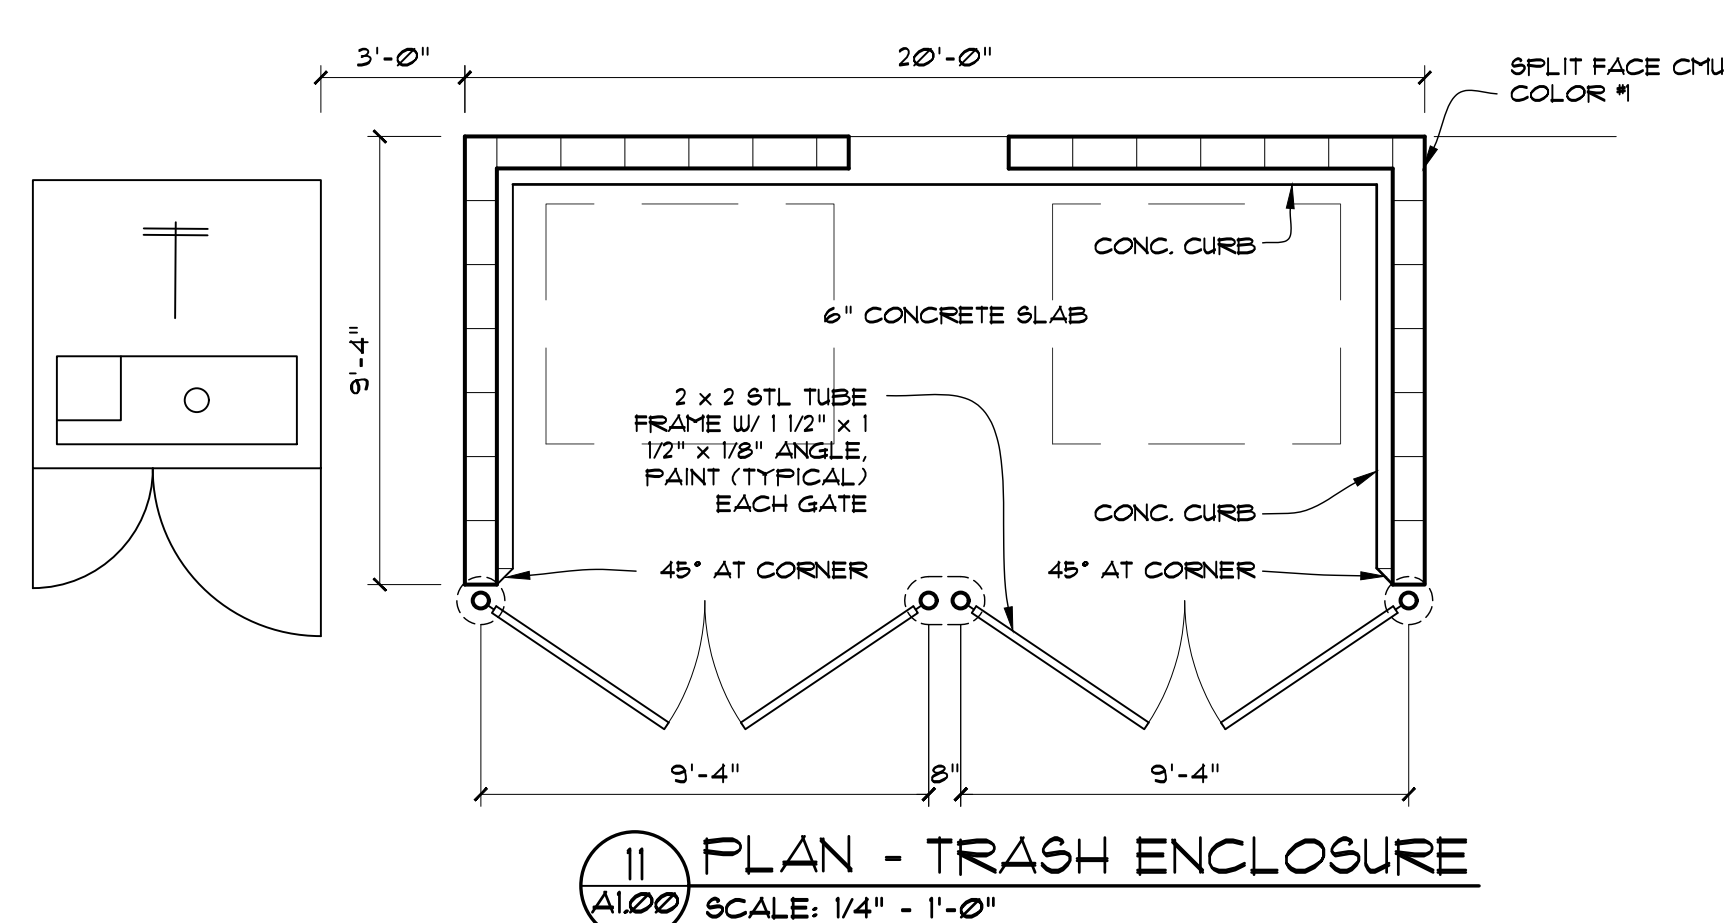 3'-0"
20'-0"
SPLIT FACE CMU
COLOR #1
CONC. CURB
6" CONCRETE SLAB
9'-4"
2 x 2 STL TUBE
FRAME W/ 1 1/2" x 1
1/2" x 1/8" ANGLE,
PAINT (TYPICAL)
EACH GATE
CONC. CURB
45° AT CORNER
45° AT CORNER
9'-4"
8"
9'-4"
11
A1.00
PLAN - TRASH ENCLOSURE
SCALE: 1/4" - 1'-0"